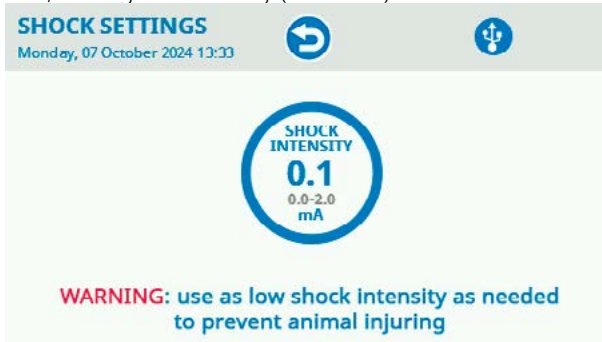 SHOCK SETTINGS
Monday, 07 October 2024 13:33
SHOCK
INTENSITY
0.1
0.0-2.0
mA
WARNING: use as low shock intensity as needed
to prevent animal injuring